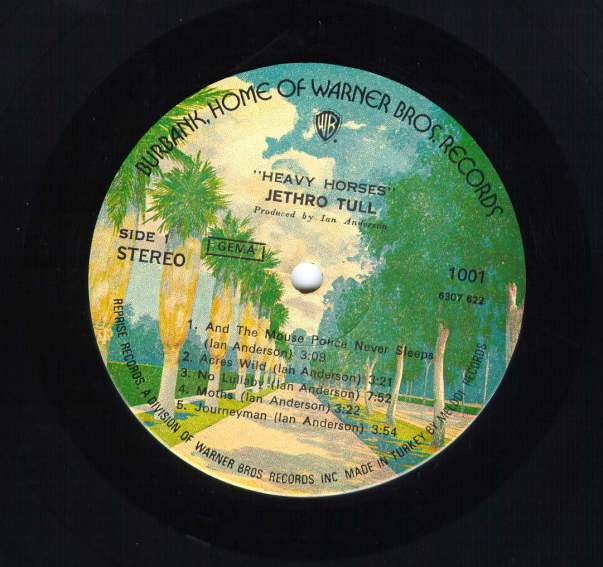 BURBANK, HOME OF WARNER BROS. RECORDS
WB
"HEAVY HORSES"
JETHRO TULL
Produced by Ian Anderson
SIDE 1
STEREO
GEMA
1001
6307 622
1. And The Mouse Police Never Sleeps
(Ian Anderson) 3:09
2. Acres Wild (Ian Anderson) 3:21
3. No Lullaby (Ian Anderson) 7:52
4. Moths (Ian Anderson) 3:22
5. Journeyman (Ian Anderson) 3:54
REPRISE RECORDS, A DIVISION OF WARNER BROS RECORDS INC MADE IN TURKEY BY MELODI RECORDS